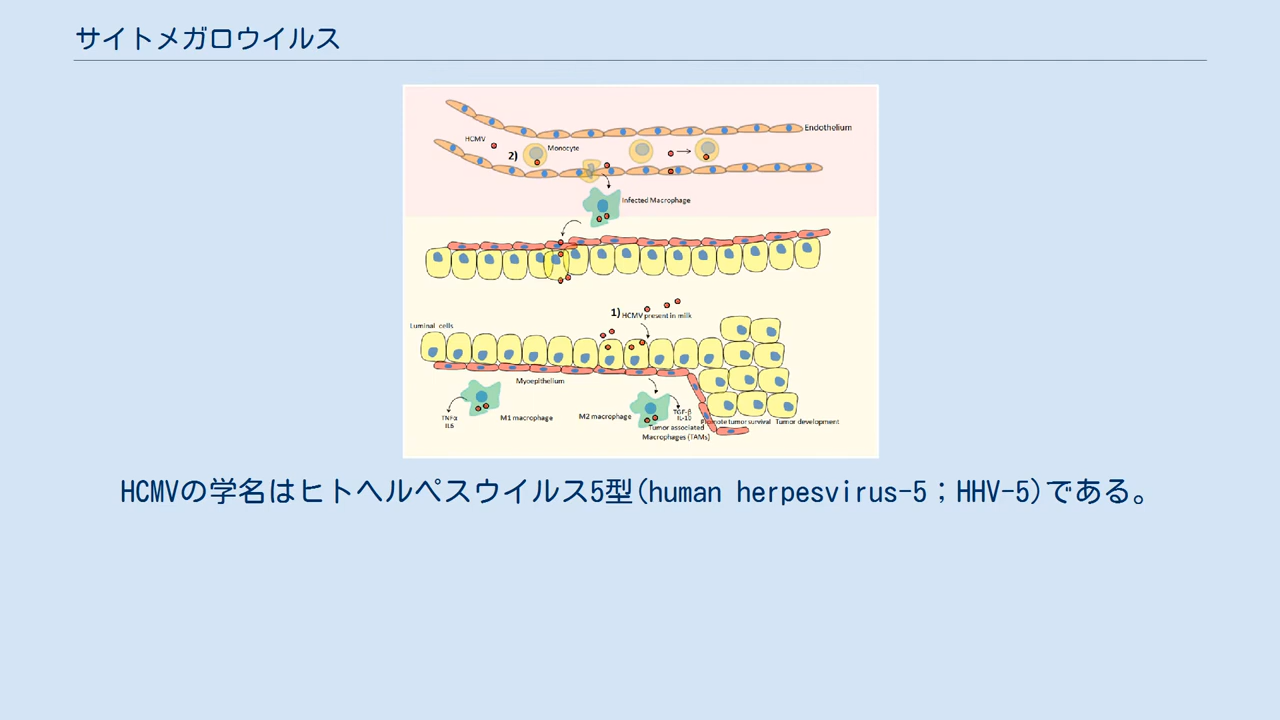 サイトメガロウイルス
Endothelium
HCMV
2)
Monocyte
Infected Macrophage
1) HCMV present in milk
Luminal cells
Myoepithelium
TNFα
IL6
M1 macrophage
M2 macrophage
TGF-β
IL-10
Promote tumor survival
Tumor development
Tumor associated
Macrophages (TAMs)
HCMVの学名はヒトヘルペスウイルス5型(human herpesvirus-5；HHV-5)である。